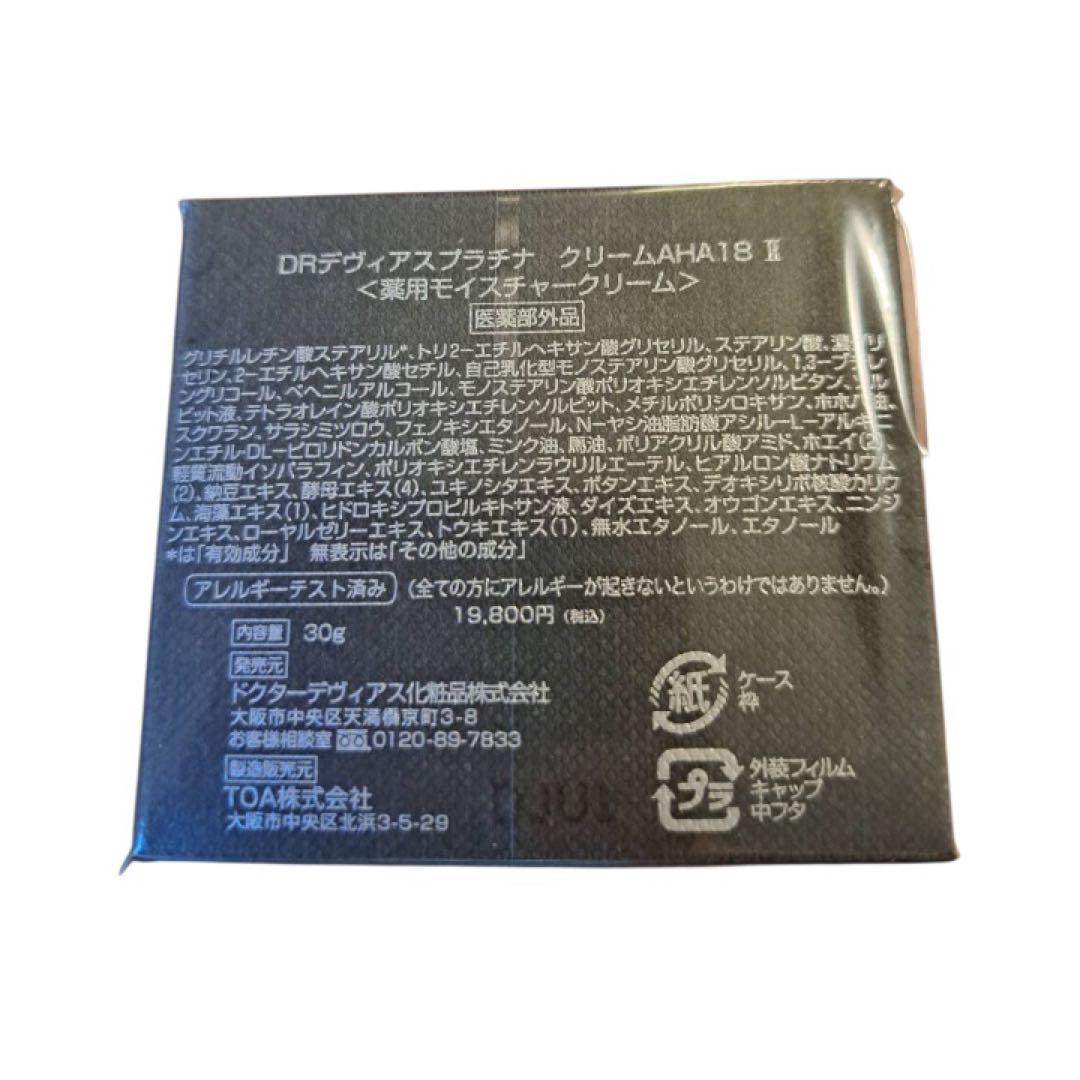 DRデヴィアスプラチナ クリームAHA18 Ⅱ
<薬用モイスチャークリーム>
医薬部外品
グリチルレチン酸ステアリル*、トリ2-エチルヘキサン酸グリセリル、ステアリン酸、濃グリ
セリン、2-エチルヘキサン酸セチル、自己乳化型モノステアリン酸グリセリル、1,3-ブチレ
ングリコール、ベヘニルアルコール、モノステアリン酸ポリオキシエチレンソルビタン、ソル
ビット液、テトラオレイン酸ポリオキシエチレンソルビット、メチルポリシロキサン、ホホバ油、
スクワラン、サラシミツロウ、フェノキシエタノール、N-ヤシ油脂肪酸アシル-L-アルギニ
ンエチル-DL-ピロリドンカルボン酸塩、ミンク油、馬油、ポリアクリル酸アミド、ホエイ(2)、
軽質流動イソパラフィン、ポリオキシエチレンラウリルエーテル、ヒアルロン酸ナトリウム
(2)、納豆エキス、酵母エキス(4)、ユキノシタエキス、ボタンエキス、デオキシリボ核酸カリウ
ム、海藻エキス(1)、ヒドロキシプロピルキトサン液、ダイズエキス、オウゴンエキス、ニンジ
ンエキス、ローヤルゼリーエキス、トウキエキス(1)、無水エタノール、エタノール
*は「有効成分」 無表示は「その他の成分」
アレルギーテスト済み (全ての方にアレルギーが起きないというわけではありません。)
19,800円 (税込)
内容量 30g
発売元
ドクターデヴィアス化粧品株式会社
大阪市中央区天満橋京町3-8
お客様相談室 0120-89-7833
製造販売元
TOA株式会社
大阪市中央区北浜3-5-29
紙 ケース
枠
プラ 外装フィルム
キャップ
中フタ